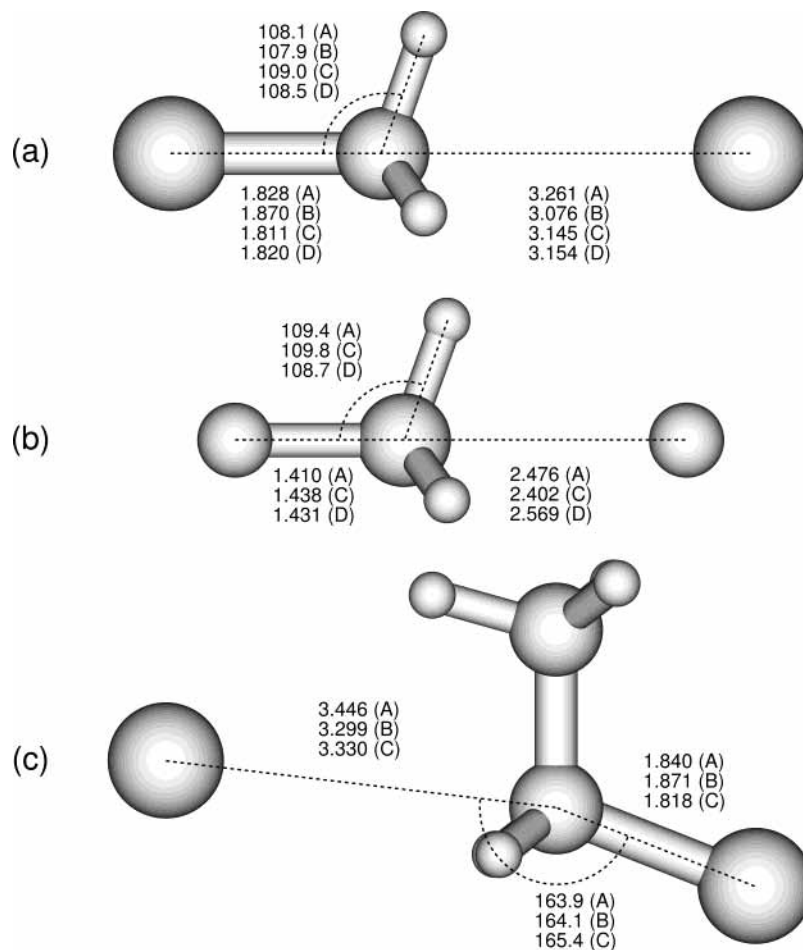 108.1 (A)
107.9 (B)
109.0 (C)
108.5 (D)
(a)
1.828 (A)
1.870 (B)
1.811 (C)
1.820 (D)
3.261 (A)
3.076 (B)
3.145 (C)
3.154 (D)
109.4 (A)
109.8 (C)
108.7 (D)
(b)
1.410 (A)
1.438 (C)
1.431 (D)
2.476 (A)
2.402 (C)
2.569 (D)
3.446 (A)
3.299 (B)
3.330 (C)
(c)
1.840 (A)
1.871 (B)
1.818 (C)
163.9 (A)
164.1 (B)
165.4 (C)